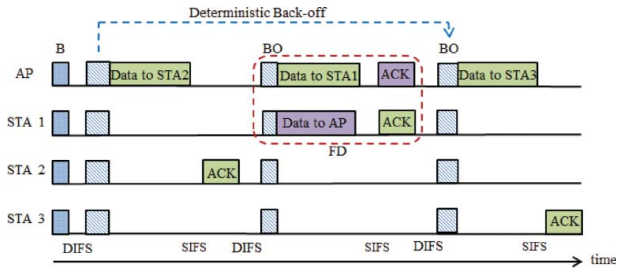 Deterministic Back-off
B BO BO
AP Data to STA2 Data to STA1 ACK Data to STA3
STA 1 Data to AP ACK
FD
STA 2 ACK
STA 3 ACK
DIFS SIFS DIFS SIFS DIFS SIFS
time